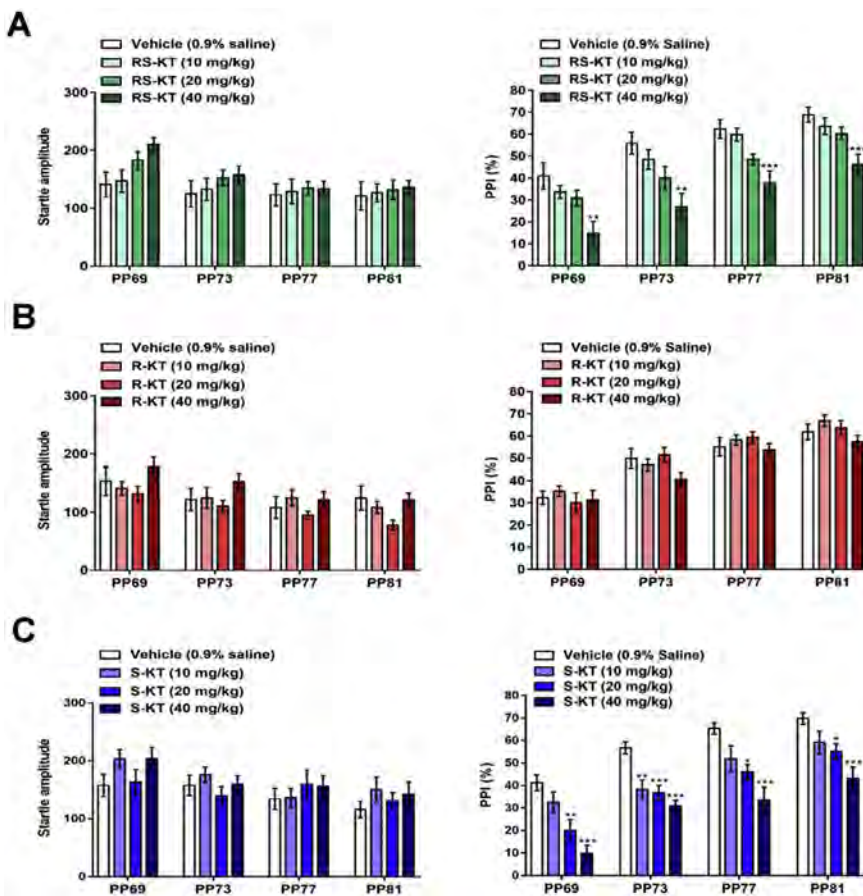 A
Vehicle (0.9% saline)
RS-KT (10 mg/kg)
RS-KT (20 mg/kg)
RS-KT (40 mg/kg)
Startle amplitude
300
200
100
0
PP69 PP73 PP77 PP81
Vehicle (0.9% Saline)
RS-KT (10 mg/kg)
RS-KT (20 mg/kg)
RS-KT (40 mg/kg)
PPI (%)
80
70
60
50
40
30
20
10
0
** ** *** ***
PP69 PP73 PP77 PP81
B
Vehicle (0.9% saline)
R-KT (10 mg/kg)
R-KT (20 mg/kg)
R-KT (40 mg/kg)
Startle amplitude
300
200
100
0
PP69 PP73 PP77 PP81
Vehicle (0.9% Saline)
R-KT (10 mg/kg)
R-KT (20 mg/kg)
R-KT (40 mg/kg)
PPI (%)
80
70
60
50
40
30
20
10
0
PP69 PP73 PP77 PP81
C
Vehicle (0.9% saline)
S-KT (10 mg/kg)
S-KT (20 mg/kg)
S-KT (40 mg/kg)
Startle amplitude
300
200
100
0
PP69 PP73 PP77 PP81
Vehicle (0.9% Saline)
S-KT (10 mg/kg)
S-KT (20 mg/kg)
S-KT (40 mg/kg)
PPI (%)
80
70
60
50
40
30
20
10
0
** *** ** *** *** * *** * ***
PP69 PP73 PP77 PP81